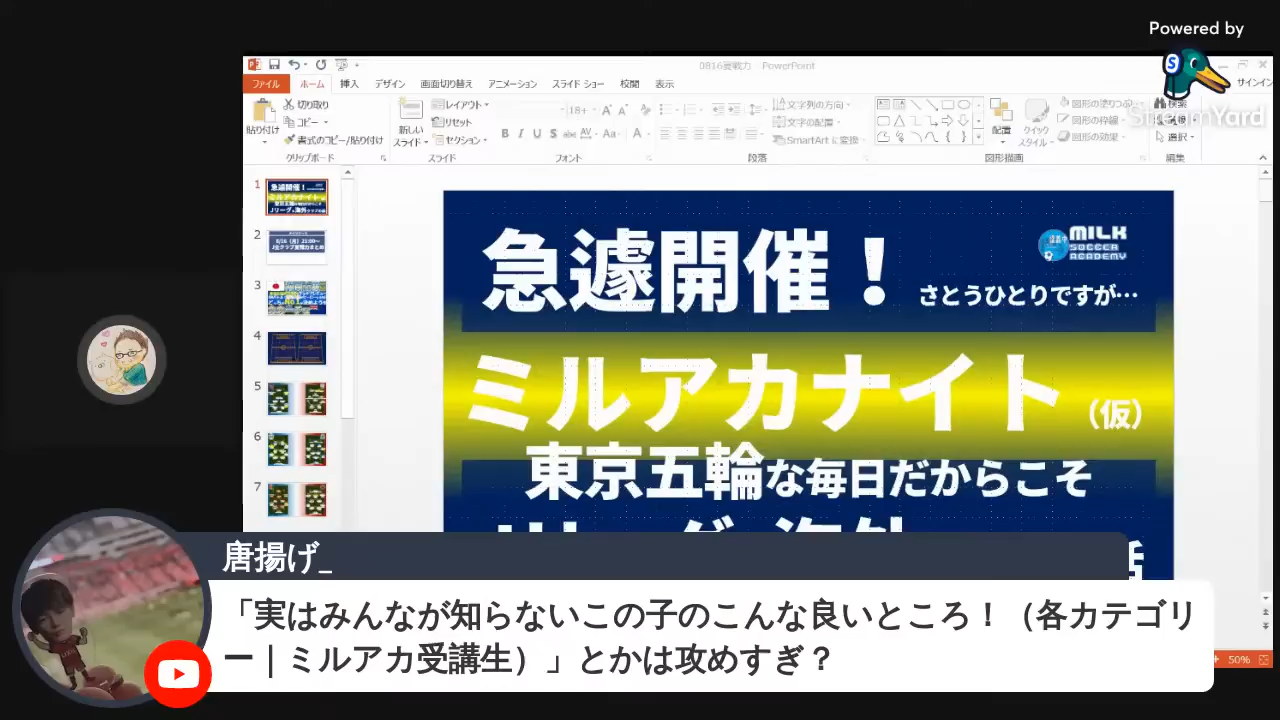 Powered by
StreamYard
0816夏戦力 - PowerPoint
サインイン
ファイル
ホーム
挿入
デザイン
画面切り替え
アニメーション
スライド ショー
校閲
表示
貼り付け
切り取り
コピー
書式のコピー/貼り付け
クリップボード
新しい
スライド
レイアウト
リセット
セクション
スライド
18+
フォント
文字列の方向
文字の配置
SmartArt に変換
段落
配置
クイック
スタイル
図形の塗りつぶし
図形の枠線
図形の効果
図形描画
検索
選択
編集
1
2
3
4
5
6
7
急遽開催！
MILK
SOCCER
ACADEMY
さとうひとりですが…
ミルアカナイト（仮）
東京五輪な毎日だからこそ
唐揚げ_
「実はみんなが知らないこの子のこんな良いところ！（各カテゴリ
ー｜ミルアカ受講生）」とかは攻めすぎ？
50%